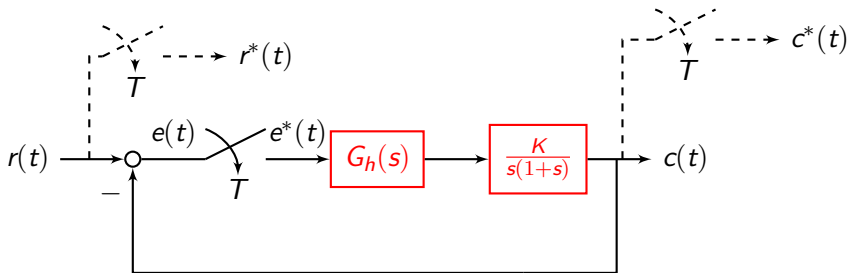 r*(t)
T
c*(t)
T
r(t)
e(t)
e*(t)
T
G_h(s)
K
s(1+s)
c(t)
−